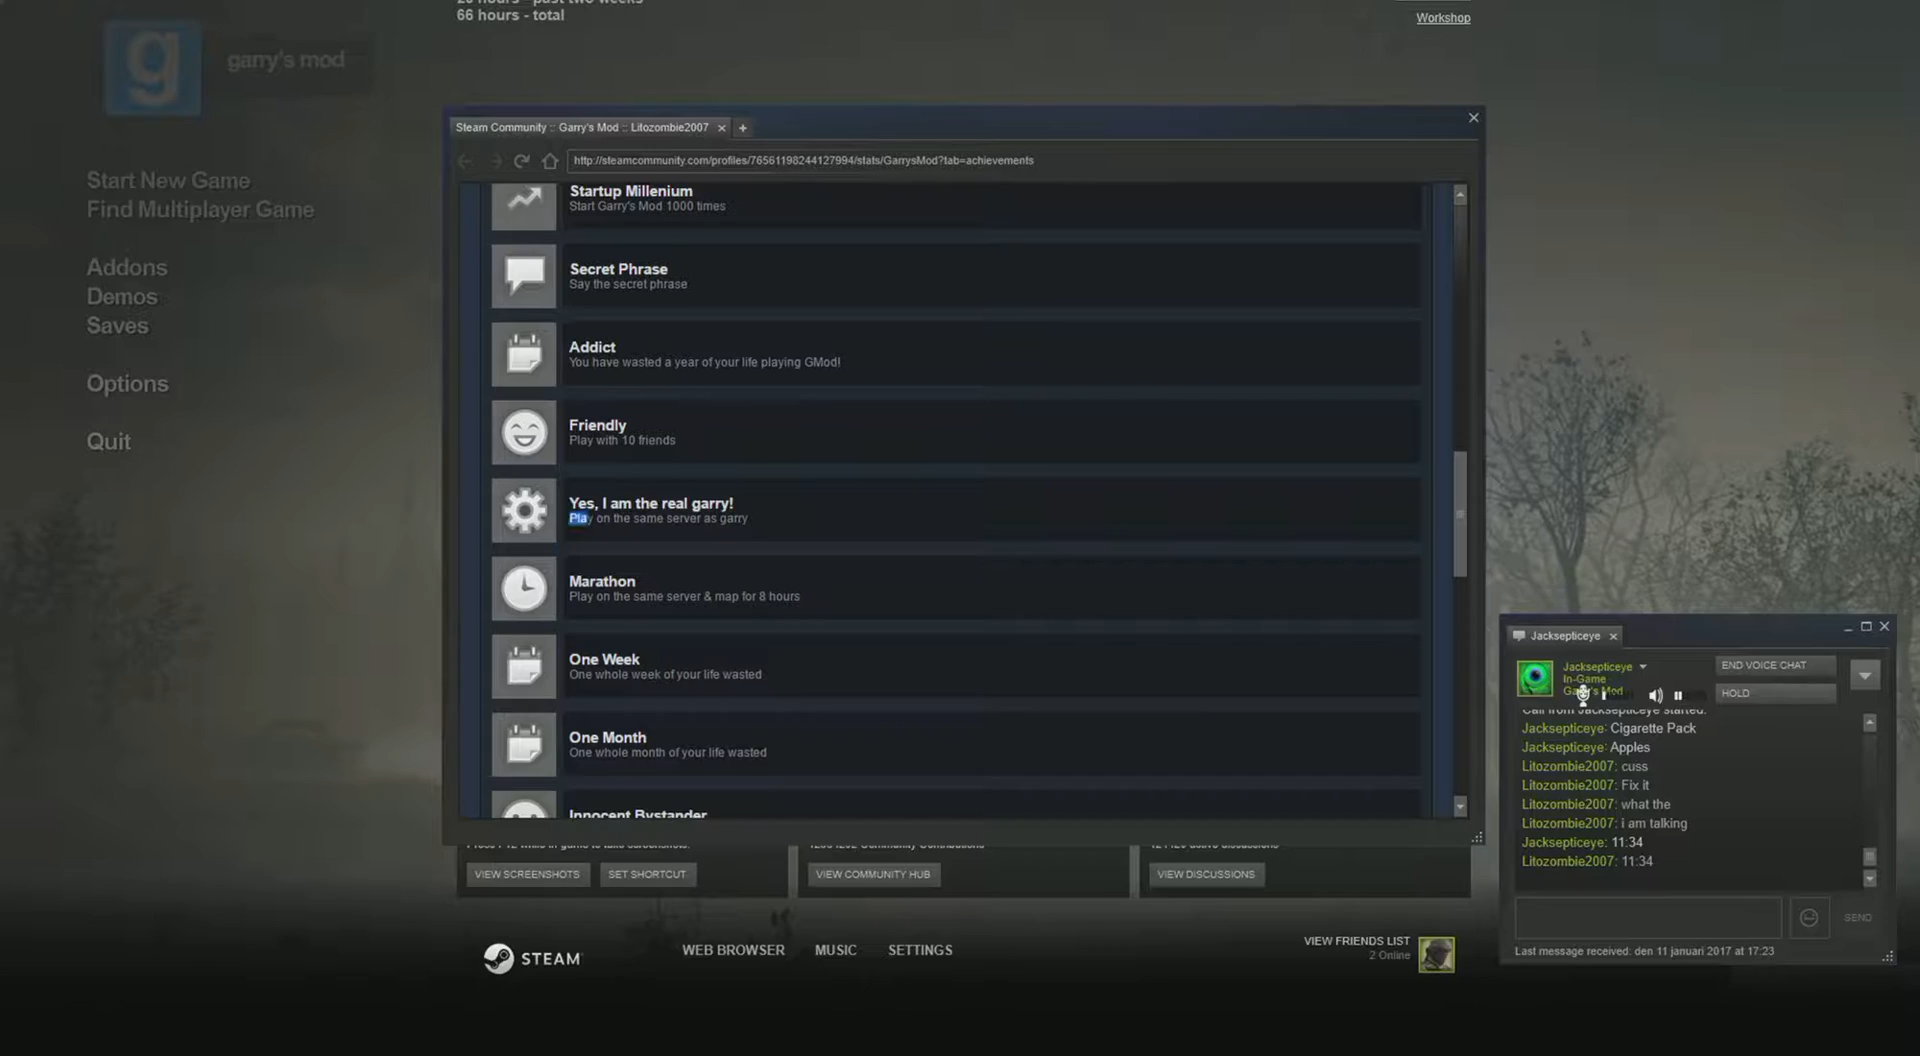 66 hours - total
Workshop
g
garry's mod
Start New Game
Find Multiplayer Game
Addons
Demos
Saves
Options
Quit
Steam Community :: Garry's Mod :: Litozombie2007
http://steamcommunity.com/profiles/76561198244127994/stats/GarrysMod?tab=achievements
Startup Millenium
Start Garry's Mod 1000 times
Secret Phrase
Say the secret phrase
Addict
You have wasted a year of your life playing GMod!
Friendly
Play with 10 friends
Yes, I am the real garry!
Play on the same server as garry
Marathon
Play on the same server & map for 8 hours
One Week
One whole week of your life wasted
One Month
One whole month of your life wasted
Innocent Bystander
VIEW SCREENSHOTS
SET SHORTCUT
VIEW COMMUNITY HUB
VIEW DISCUSSIONS
STEAM
WEB BROWSER
MUSIC
SETTINGS
VIEW FRIENDS LIST
2 Online
Jacksepticeye
Jacksepticeye
In-Game
Garry's Mod
END VOICE CHAT
HOLD
Call from Jacksepticeye started.
Jacksepticeye: Cigarette Pack
Jacksepticeye: Apples
Litozombie2007: cuss
Litozombie2007: Fix it
Litozombie2007: what the
Litozombie2007: i am talking
Jacksepticeye: 11:34
Litozombie2007: 11:34
SEND
Last message received: den 11 januari 2017 at 17:23